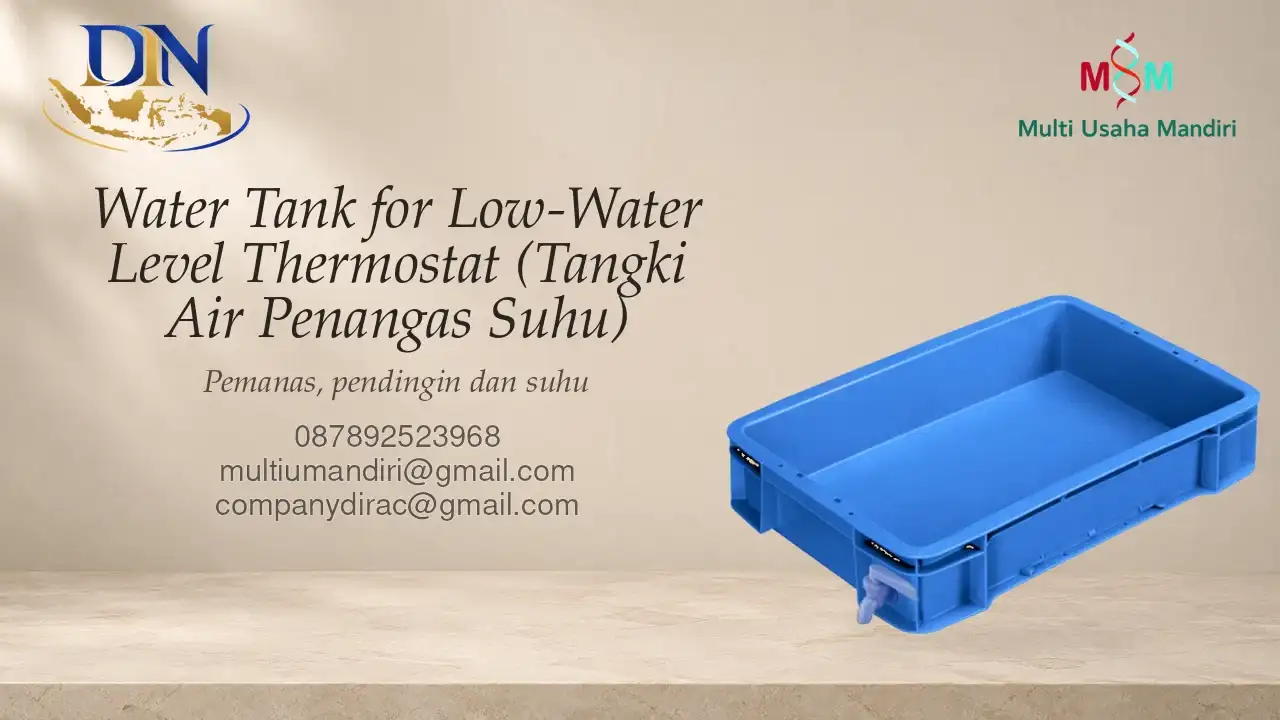 DN
M M
Multi Usaha Mandiri
Water Tank for Low-Water
Level Thermostat (Tangki
Air Penangas Suhu)
Pemanas, pendingin dan suhu
087892523968
multiumandiri@gmail.com
companydirac@gmail.com